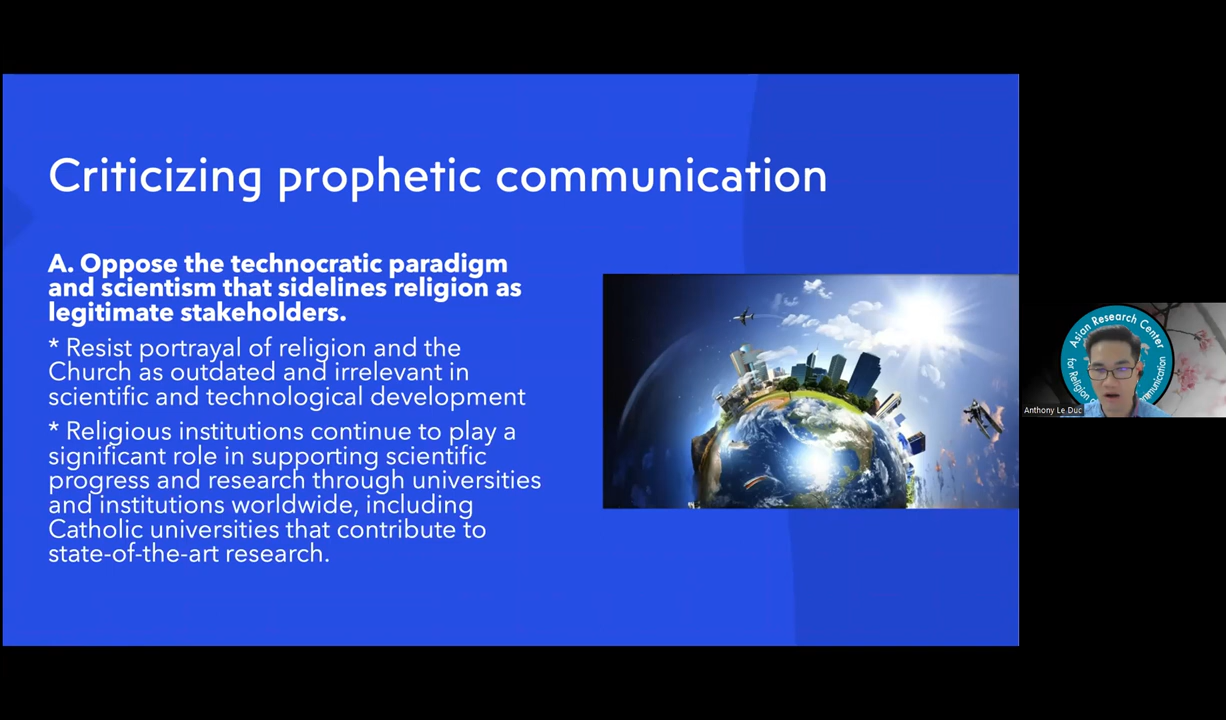 Criticizing prophetic communication
A. Oppose the technocratic paradigm
and scientism that sidelines religion as
legitimate stakeholders.
* Resist portrayal of religion and the
Church as outdated and irrelevant in
scientific and technological development
* Religious institutions continue to play a
significant role in supporting scientific
progress and research through universities
and institutions worldwide, including
Catholic universities that contribute to
state-of-the-art research.
Asian Research Center
for Religion
Anthony Le Duc